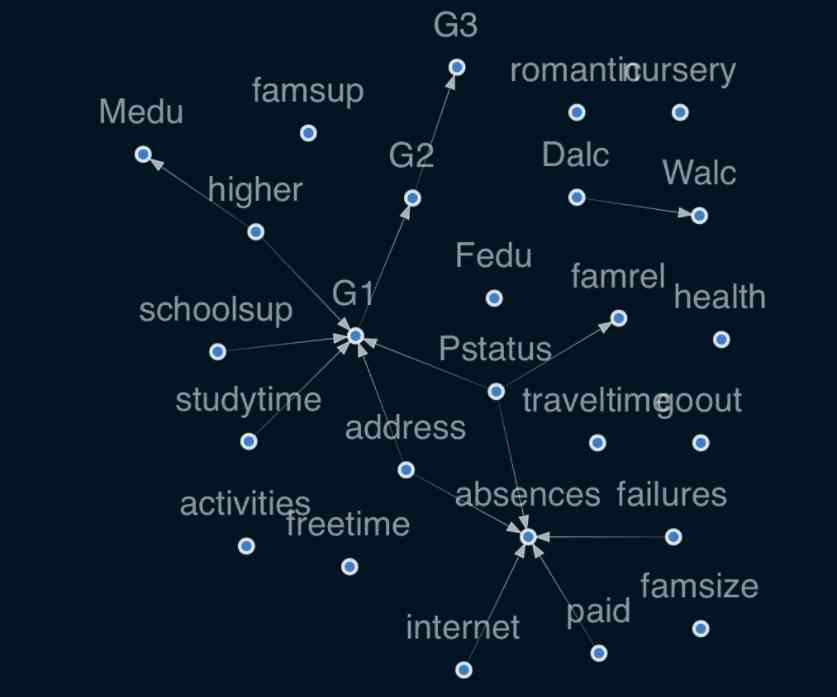 G3
romantic
nursery
famsup
Medu
G2
Dalc
Walc
higher
Fedu
famrel
health
G1
schoolsup
Pstatus
studytime
traveltime
goout
address
activities
freetime
absences
failures
famsize
internet
paid